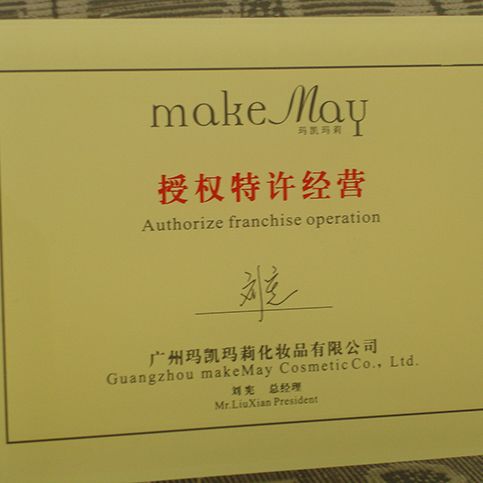 makeMay
玛凯玛莉
授权特许经营
Authorize franchise operation
刘宪
广州玛凯玛莉化妆品有限公司
Guangzhou makeMay Cosmetic Co., Ltd.
刘宪 总经理
Mr.LiuXian President